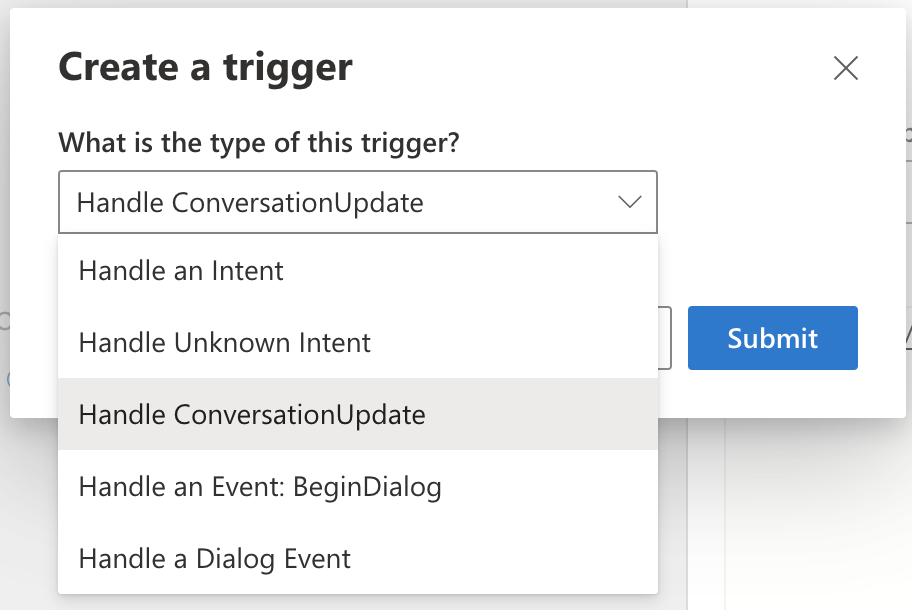 Create a trigger
What is the type of this trigger?
Handle ConversationUpdate
Handle an Intent
Handle Unknown Intent
Submit
Handle ConversationUpdate
Handle an Event: BeginDialog
Handle a Dialog Event